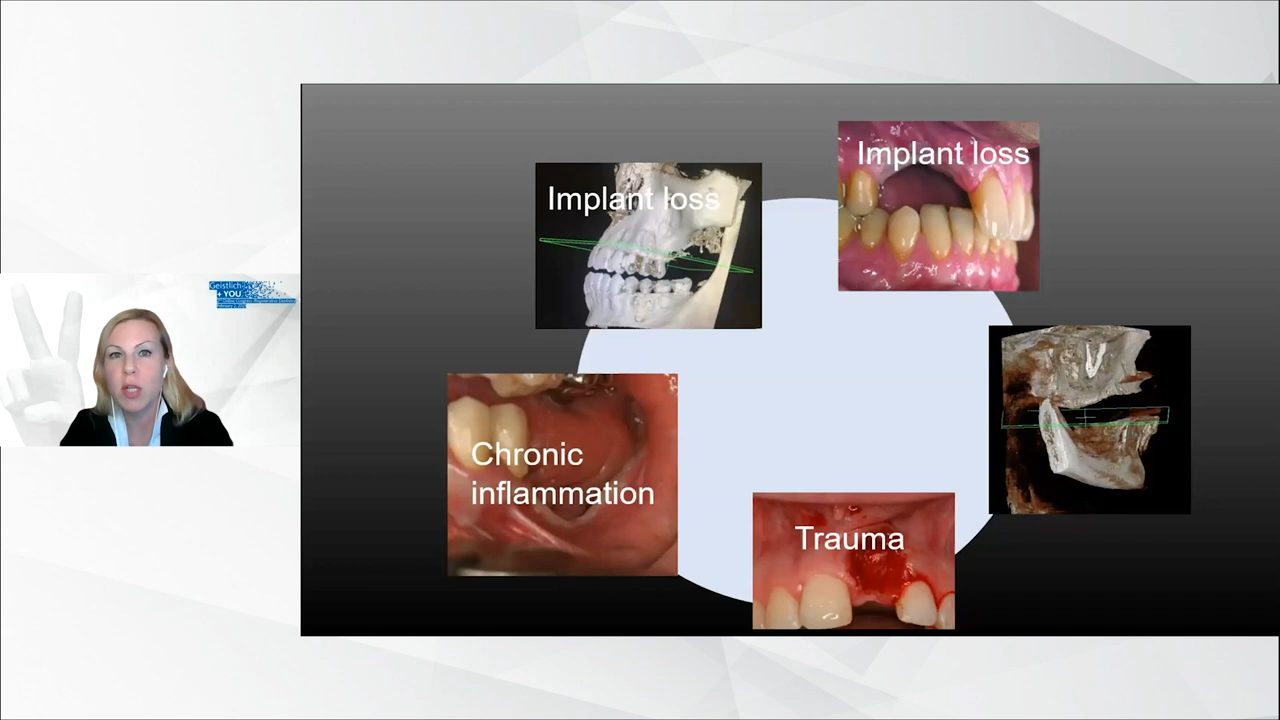 Geistlich
+ YOU
Implant loss
Implant loss
Chronic
inflammation
Trauma